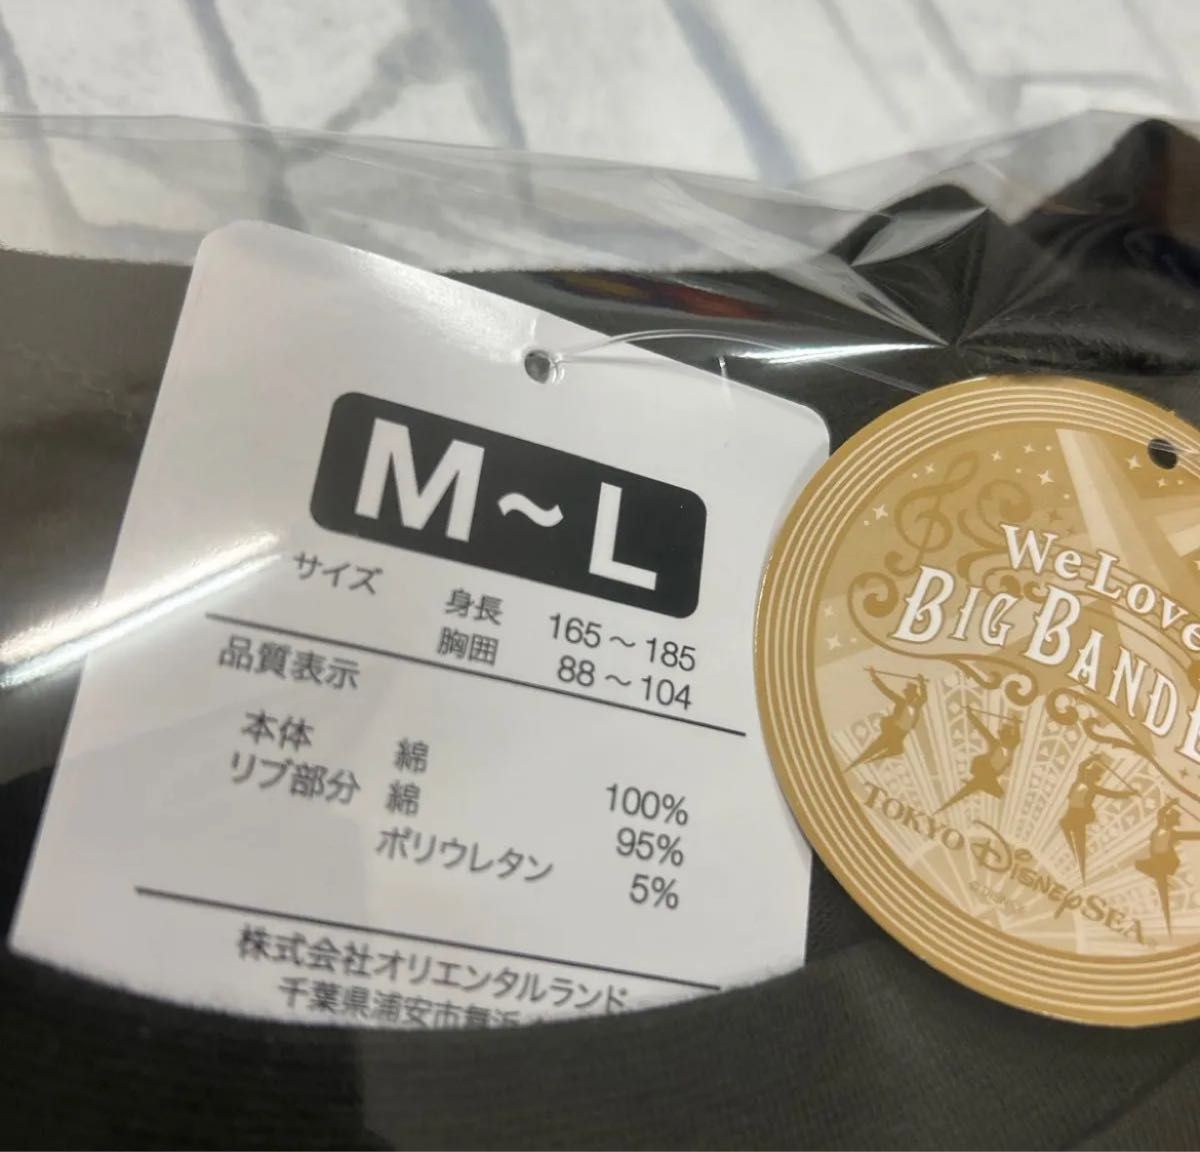 M～L
サイズ 身長 165～185
胸囲 88～104
品質表示
本体 綿 100%
リブ部分 綿 95%
ポリウレタン 5%
株式会社オリエンタルランド
千葉県浦安市舞浜
We Love
BIG BAND B
TOKYO DISNEY SEA
©DISNEY